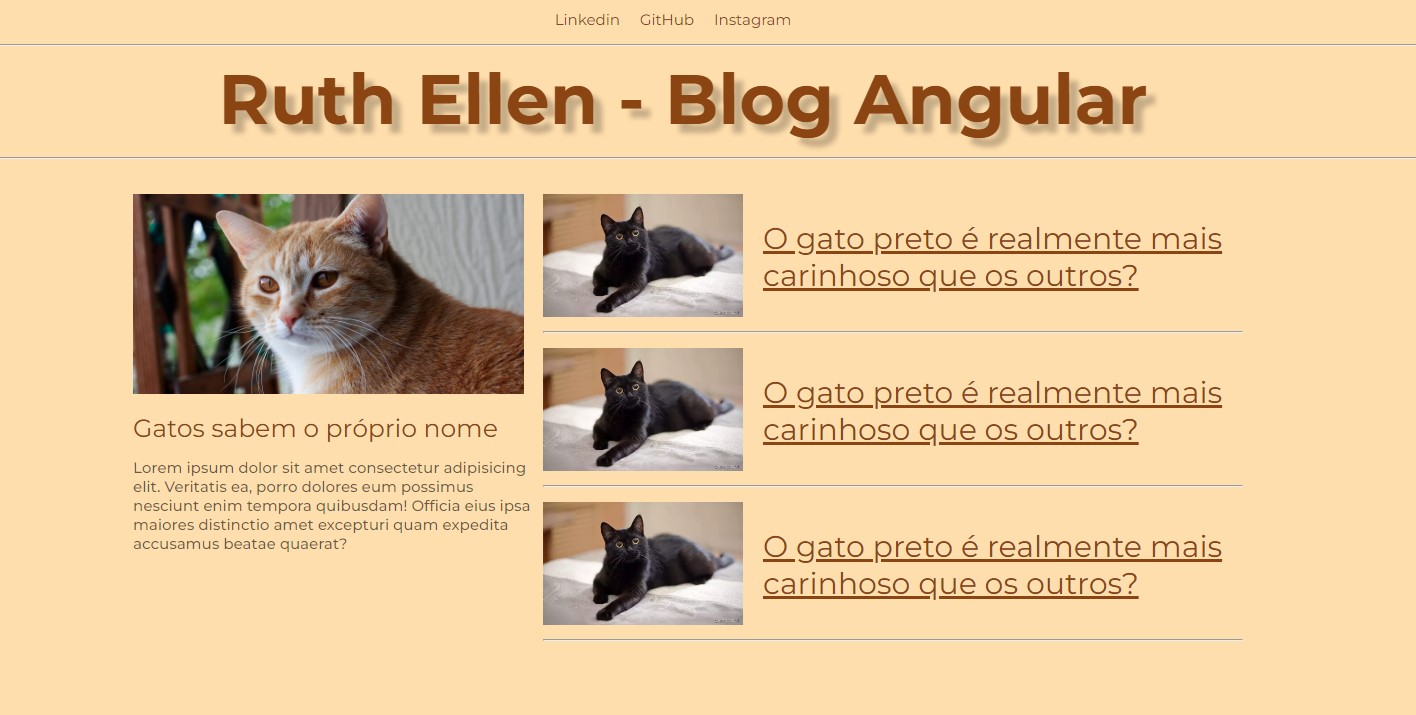 Linkedin GitHub Instagram
Ruth Ellen - Blog Angular
Gatos sabem o próprio nome
Lorem ipsum dolor sit amet consectetur adipisicing
elit. Veritatis ea, porro dolores eum possimus
nesciunt enim tempora quibusdam! Officia eius ipsa
maiores distinctio amet excepturi quam expedita
accusamus beatae quaerat?
O gato preto é realmente mais
carinhoso que os outros?
O gato preto é realmente mais
carinhoso que os outros?
O gato preto é realmente mais
carinhoso que os outros?